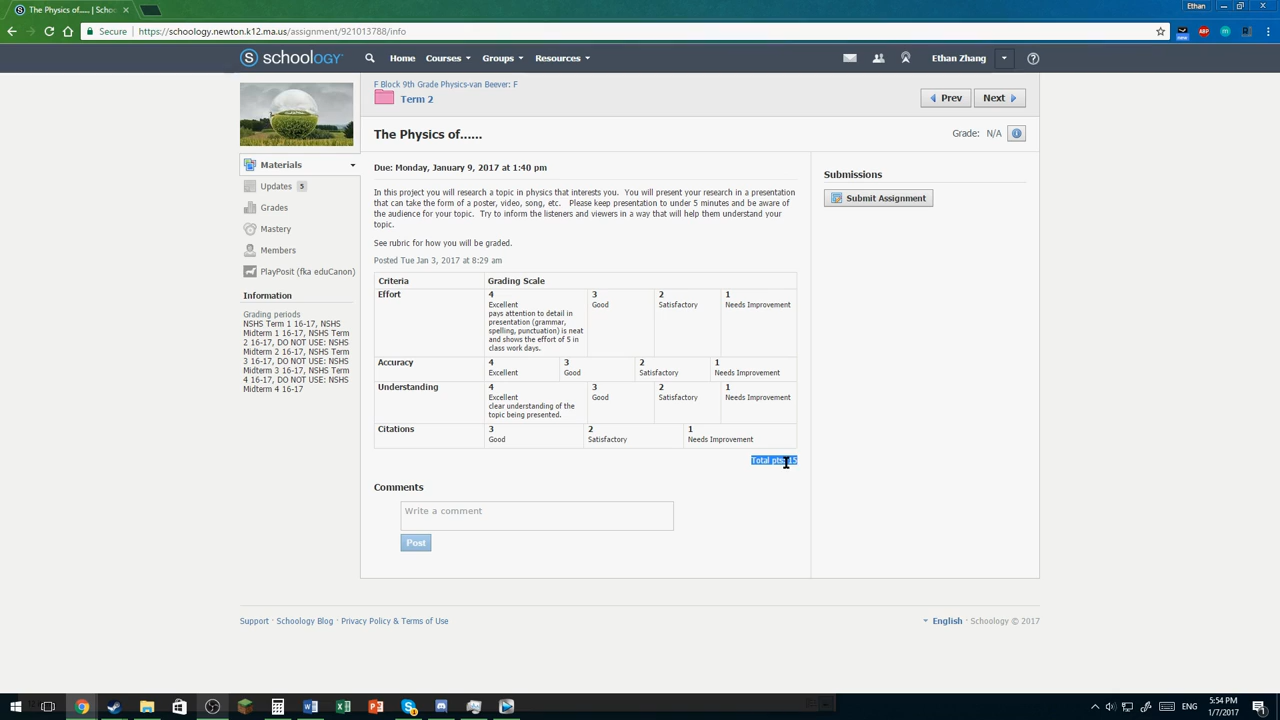 The Physics of..... | Schoo
Ethan
Secure https://schoology.newton.k12.ma.us/assignment/921013788/info
S schoology Home Courses Groups Resources Ethan Zhang
F Block 9th Grade Physics-van Beever: F
Term 2
Prev Next
The Physics of......
Grade: N/A
Materials
Updates 5
Grades
Mastery
Members
PlayPosit (fka eduCanon)
Information
Grading periods
NSHS Term 1 16-17, NSHS
Midterm 1 16-17, NSHS Term
2 16-17, DO NOT USE: NSHS
Midterm 2 16-17, NSHS Term
3 16-17, DO NOT USE: NSHS
Midterm 3 16-17, NSHS Term
4 16-17, DO NOT USE: NSHS
Midterm 4 16-17
Due: Monday, January 9, 2017 at 1:40 pm
In this project you will research a topic in physics that interests you. You will present your research in a presentation
that can take the form of a poster, video, song, etc. Please keep presentation to under 5 minutes and be aware of
the audience for your topic. Try to inform the listeners and viewers in a way that will help them understand your
topic.
See rubric for how you will be graded.
Posted Tue Jan 3, 2017 at 8:29 am
Criteria Grading Scale
Effort 4 3 2 1
Excellent Good Satisfactory Needs Improvement
pays attention to detail in
presentation (grammar,
spelling, punctuation) is neat
and shows the effort of 5 in
class work days.
Accuracy 4 3 2 1
Excellent Good Satisfactory Needs Improvement
Understanding 4 3 2 1
Excellent Good Satisfactory Needs Improvement
clear understanding of the
topic being presented.
Citations 3 2 1
Good Satisfactory Needs Improvement
Total pts: 15
Comments
Write a comment
Post
Submissions
Submit Assignment
Support · Schoology Blog · Privacy Policy & Terms of Use
English · Schoology © 2017
ENG
5:54 PM
1/7/2017